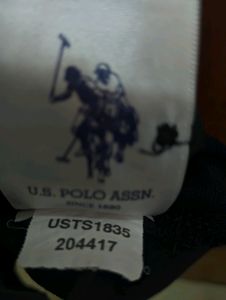 U.S. POLO ASSN.
SINCE 1890
USTS1835
204417